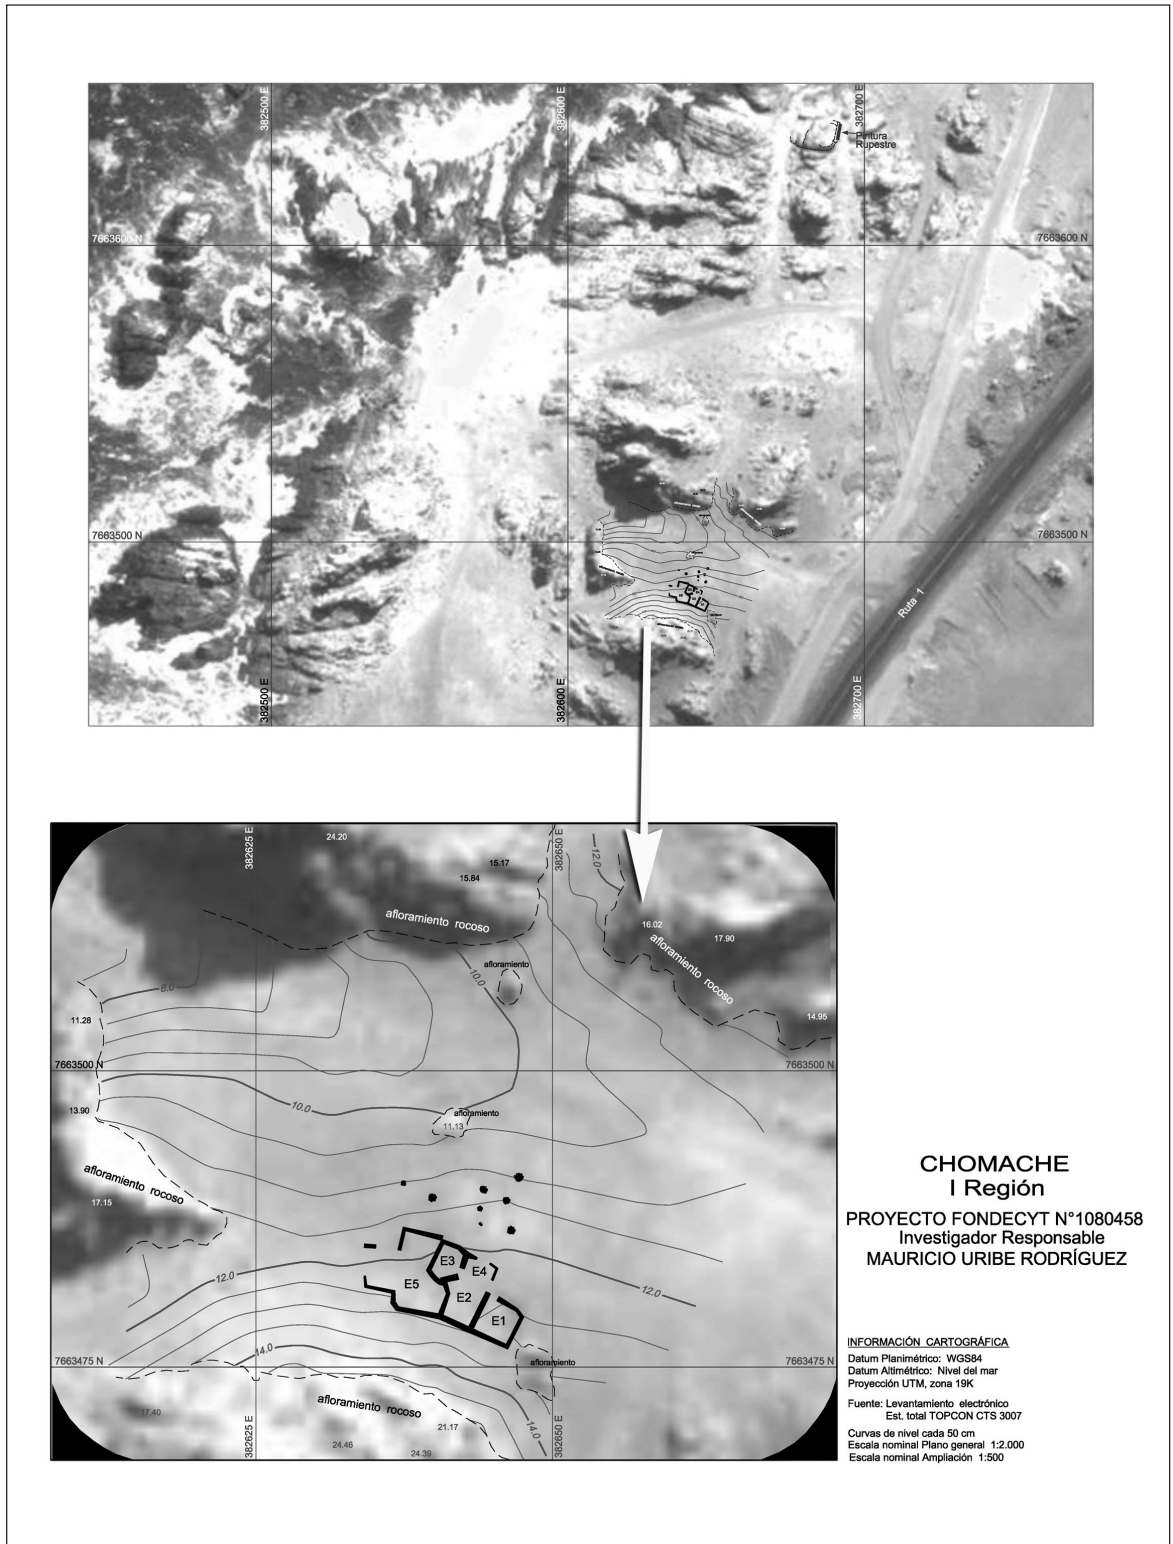 382500 E
382600 E
382700 E
Pintura
Rupestre
7663600 N
7663600 N
7663500 N
7663500 N
Ruta 1
382500 E
382600 E
382700 E
382625 E
24.20
382650 E
12.0
15.17
15.84
afloramiento rocoso
16.02
17.90
afloramiento rocoso
afloramiento
10.0
8.0
11.28
14.95
7663500 N
7663500 N
10.0
13.90
afloramiento
11.13
afloramiento rocoso
17.15
E3
E4
E5
E2
E1
12.0
12.0
14.0
7663475 N
7663475 N
afloramiento
afloramiento rocoso
17.40
21.17
24.46
24.39
14.0
382625 E
382650 E
CHOMACHE
I Región
PROYECTO FONDECYT N°1080458
Investigador Responsable
MAURICIO URIBE RODRÍGUEZ
INFORMACIÓN CARTOGRÁFICA
Datum Planimétrico: WGS84
Datum Altimétrico: Nivel del mar
Proyección UTM, zona 19K
Fuente: Levantamiento electrónico
Est. total TOPCON CTS 3007
Curvas de nivel cada 50 cm
Escala nominal Plano general 1:2.000
Escala nominal Ampliación 1:500